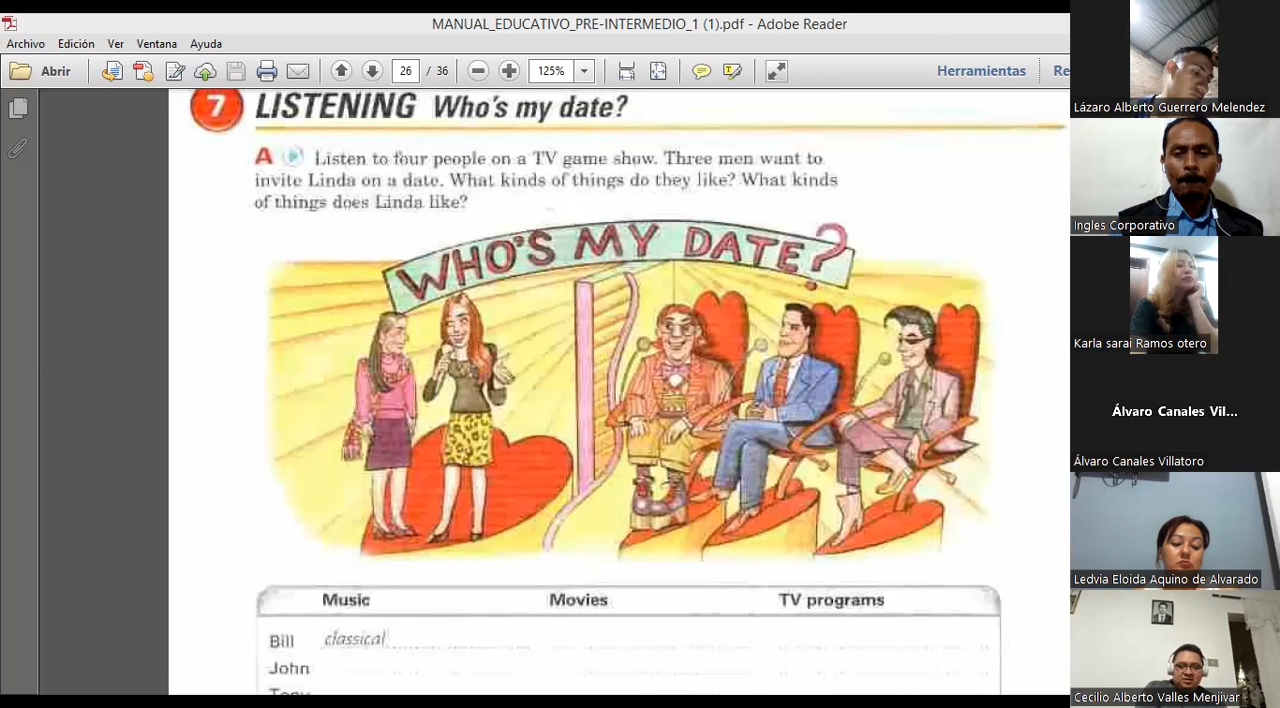 MANUAL_EDUCATIVO_PRE-INTERMEDIO_1 (1).pdf - Adobe Reader
Archivo Edición Ver Ventana Ayuda
Abrir 26 / 36 125% Herramientas Re
7 LISTENING Who's my date?
A Listen to four people on a TV game show. Three men want to
invite Linda on a date. What kinds of things do they like? What kinds
of things does Linda like?
WHO'S MY DATE?
Music Movies TV programs
Bill classical
John
Tony
Lázaro Alberto Guerrero Melendez
Ingles Corporativo
Karla sarai Ramos otero
Álvaro Canales Vil...
Álvaro Canales Villatoro
Ledvia Eloida Aquino de Alvarado
Cecilio Alberto Valles Menjivar